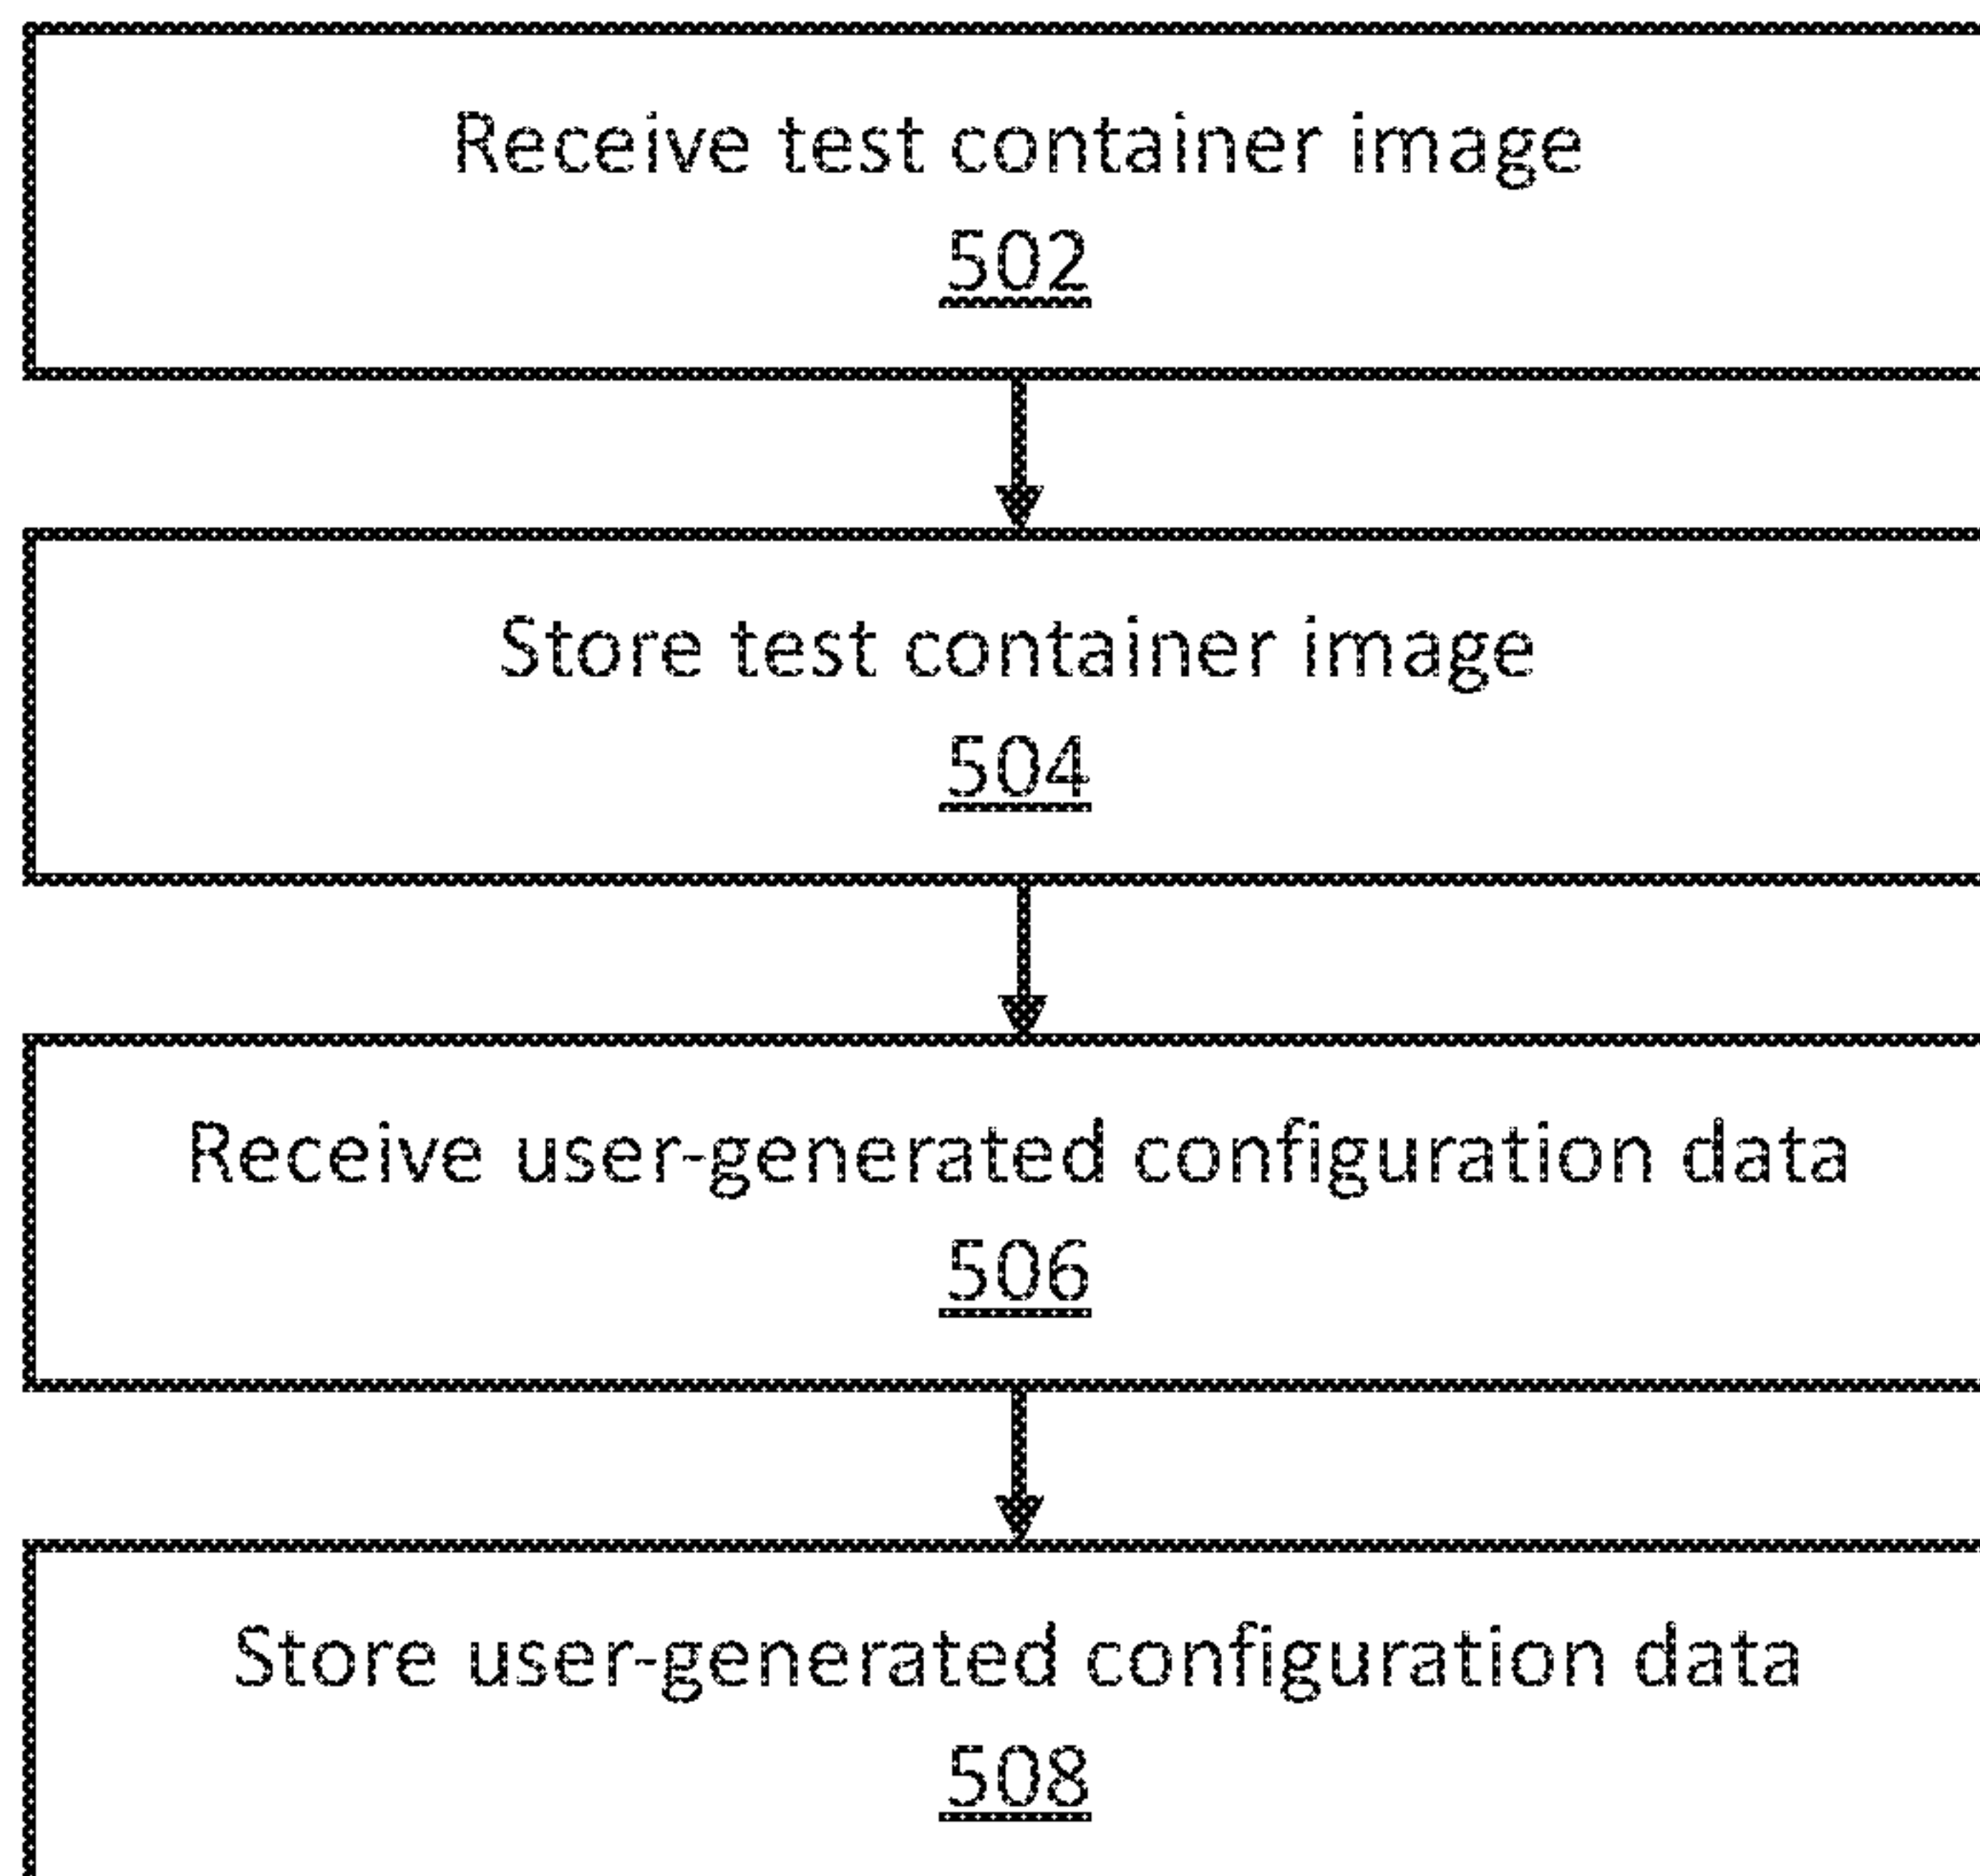 Receive test container image
502
Store test container image
504
Receive user-generated configuration data
506
Store user-generated configuration data
508